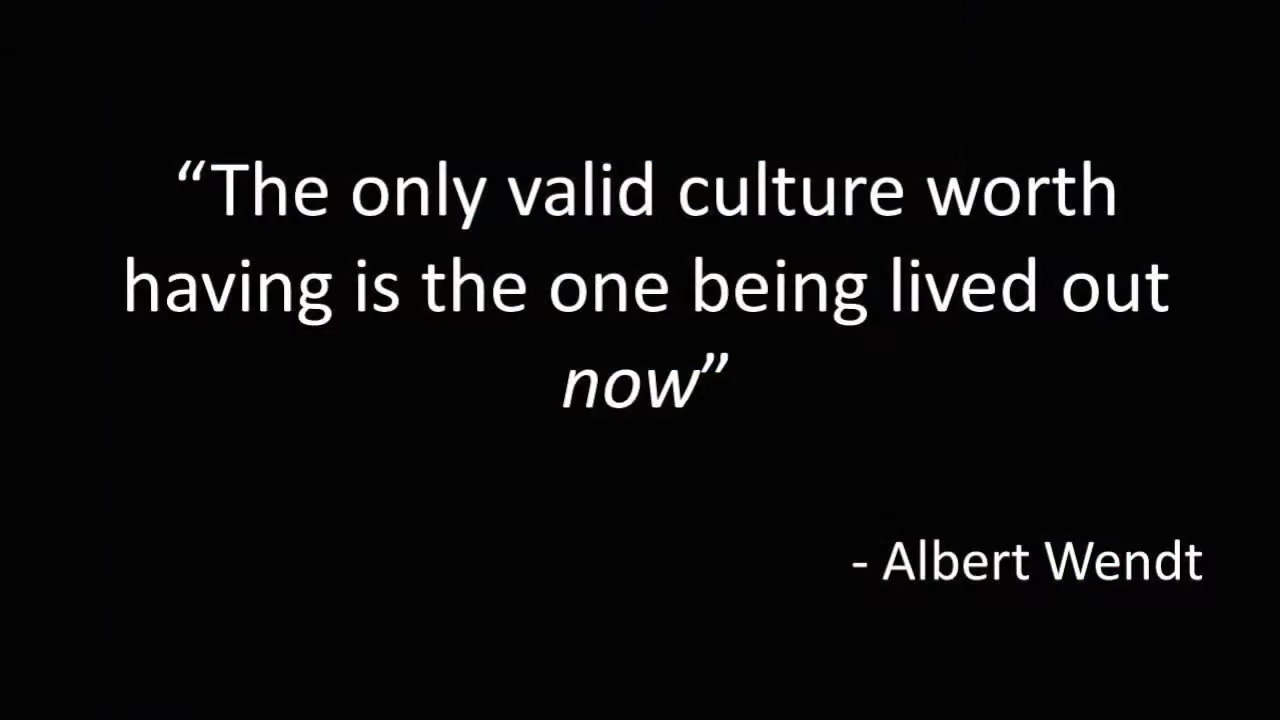 “The only valid culture worth
having is the one being lived out
now”
- Albert Wendt